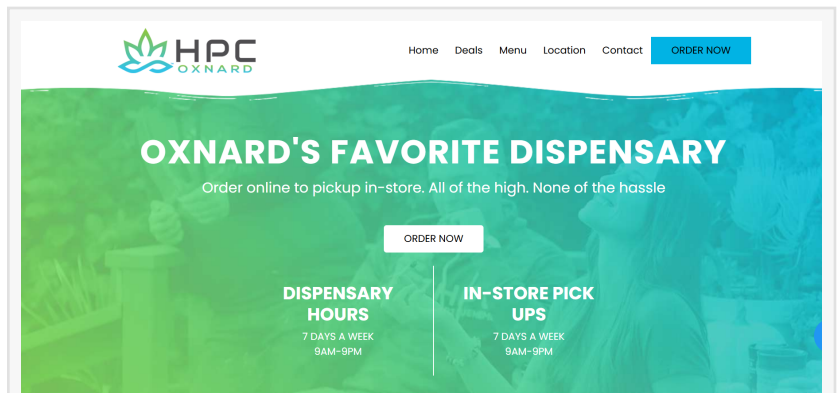 HPC
OXNARD
Home Deals Menu Location Contact ORDER NOW
OXNARD'S FAVORITE DISPENSARY
Order online to pickup in-store. All of the high. None of the hassle
ORDER NOW
DISPENSARY
HOURS
7 DAYS A WEEK
9AM-9PM
IN-STORE PICK
UPS
7 DAYS A WEEK
9AM-9PM